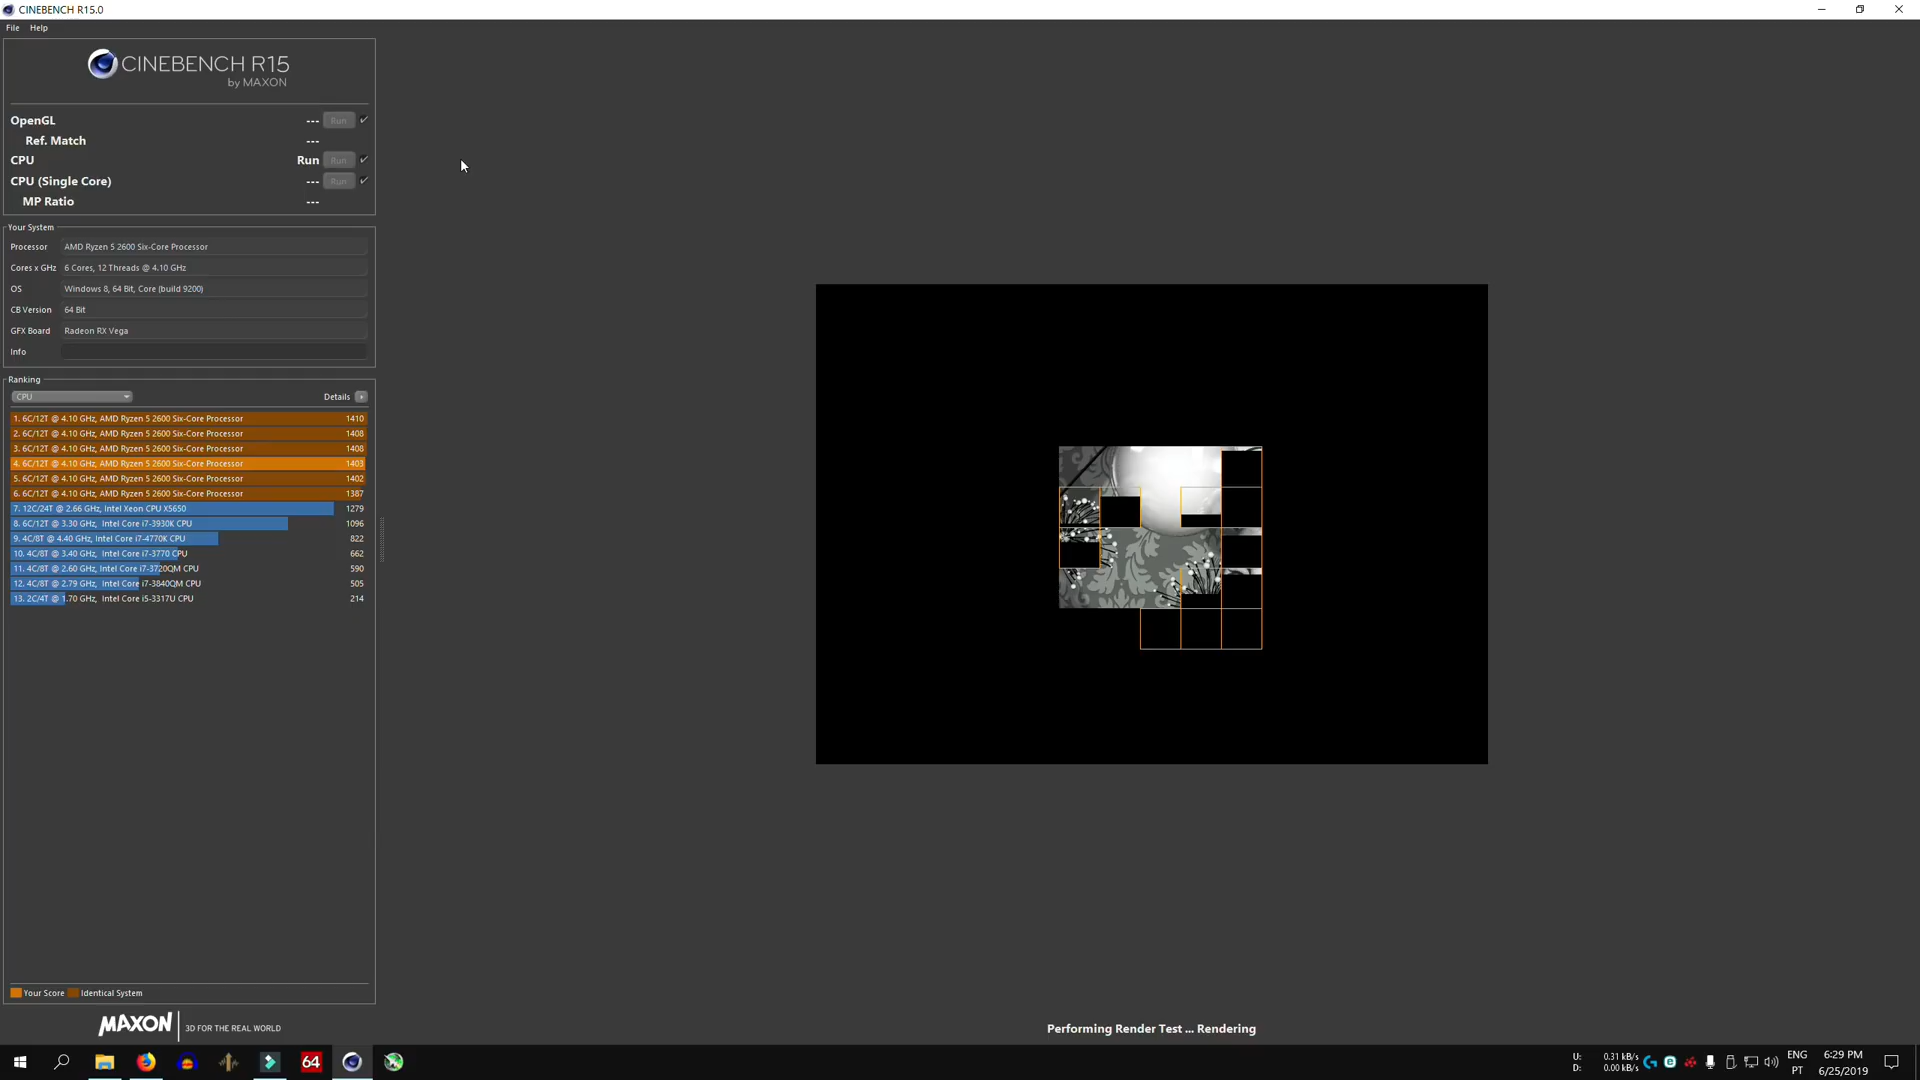 CINEBENCH R15.0
File Help
CINEBENCH R15
by MAXON
OpenGL --- Run
Ref. Match ---
CPU Run Run
CPU (Single Core) --- Run
MP Ratio ---
Your System
Processor AMD Ryzen 5 2600 Six-Core Processor
Cores x GHz 6 Cores, 12 Threads @ 4.10 GHz
OS Windows 8, 64 Bit, Core (build 9200)
CB Version 64 Bit
GFX Board Radeon RX Vega
Info
Ranking
CPU Details
1. 6C/12T @ 4.10 GHz, AMD Ryzen 5 2600 Six-Core Processor 1410
2. 6C/12T @ 4.10 GHz, AMD Ryzen 5 2600 Six-Core Processor 1408
3. 6C/12T @ 4.10 GHz, AMD Ryzen 5 2600 Six-Core Processor 1408
4. 6C/12T @ 4.10 GHz, AMD Ryzen 5 2600 Six-Core Processor 1403
5. 6C/12T @ 4.10 GHz, AMD Ryzen 5 2600 Six-Core Processor 1402
6. 6C/12T @ 4.10 GHz, AMD Ryzen 5 2600 Six-Core Processor 1387
7. 12C/24T @ 2.66 GHz, Intel Xeon CPU X5650 1279
8. 6C/12T @ 3.30 GHz, Intel Core i7-3930K CPU 1096
9. 4C/8T @ 4.40 GHz, Intel Core i7-4770K CPU 822
10. 4C/8T @ 3.40 GHz, Intel Core i7-3770 CPU 662
11. 4C/8T @ 2.60 GHz, Intel Core i7-3720QM CPU 590
12. 4C/8T @ 2.79 GHz, Intel Core i7-3840QM CPU 505
13. 2C/4T @ 1.70 GHz, Intel Core i5-3317U CPU 214
Your Score Identical System
MAXON 3D FOR THE REAL WORLD
Performing Render Test ... Rendering
64
U: 0.31 kB/s
D: 0.00 kB/s
ENG
PT
6:29 PM
6/25/2019